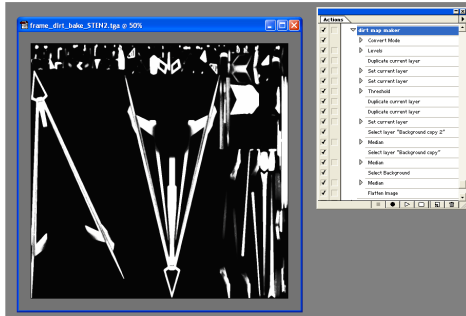 frame_dirt_bake_STEN2.tga @ 50%
Actions
dirt map maker
Convert Mode
Levels
Duplicate current layer
Set current layer
Set current layer
Threshold
Duplicate current layer
Duplicate current layer
Set current layer
Select layer "Background copy 2"
Median
Select layer "Background copy"
Median
Select Background
Median
Flatten Image